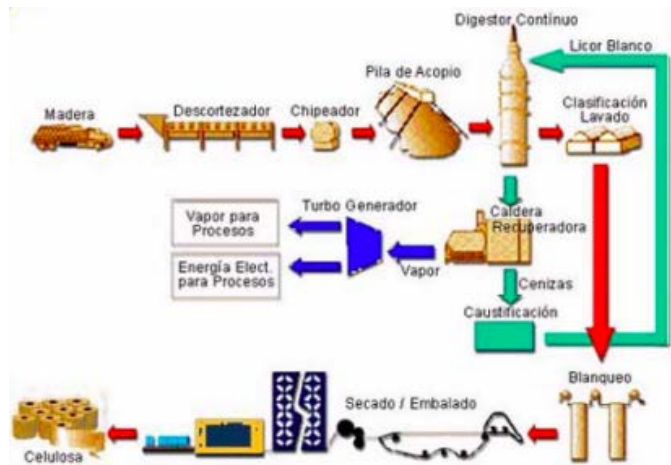 Digestor Contínuo
Licor Blanco
Pila de Acopio
Madera
Descortezador
Chipeador
Clasificación
Lavado
Turbo Generador
Vapor para
Procesos
Caldera
Recuperadora
Energía Elect.
para Procesos
Vapor
Cenizas
Caustificación
Blanqueo
Secado / Embalado
Celulosa